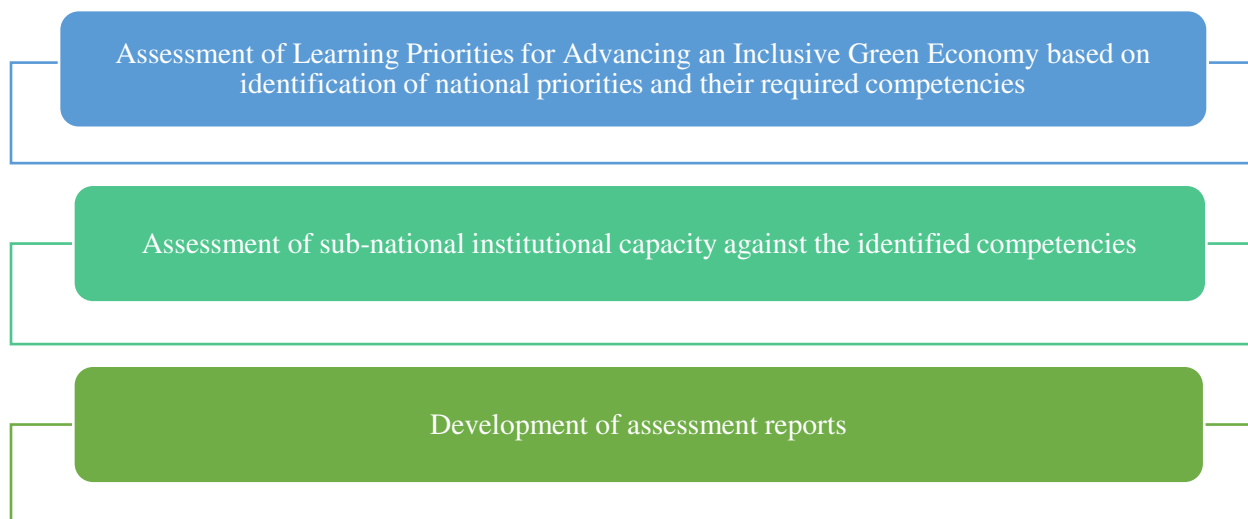 Assessment of Learning Priorities for Advancing an Inclusive Green Economy based on
identification of national priorities and their required competencies
Assessment of sub-national institutional capacity against the identified competencies
Development of assessment reports